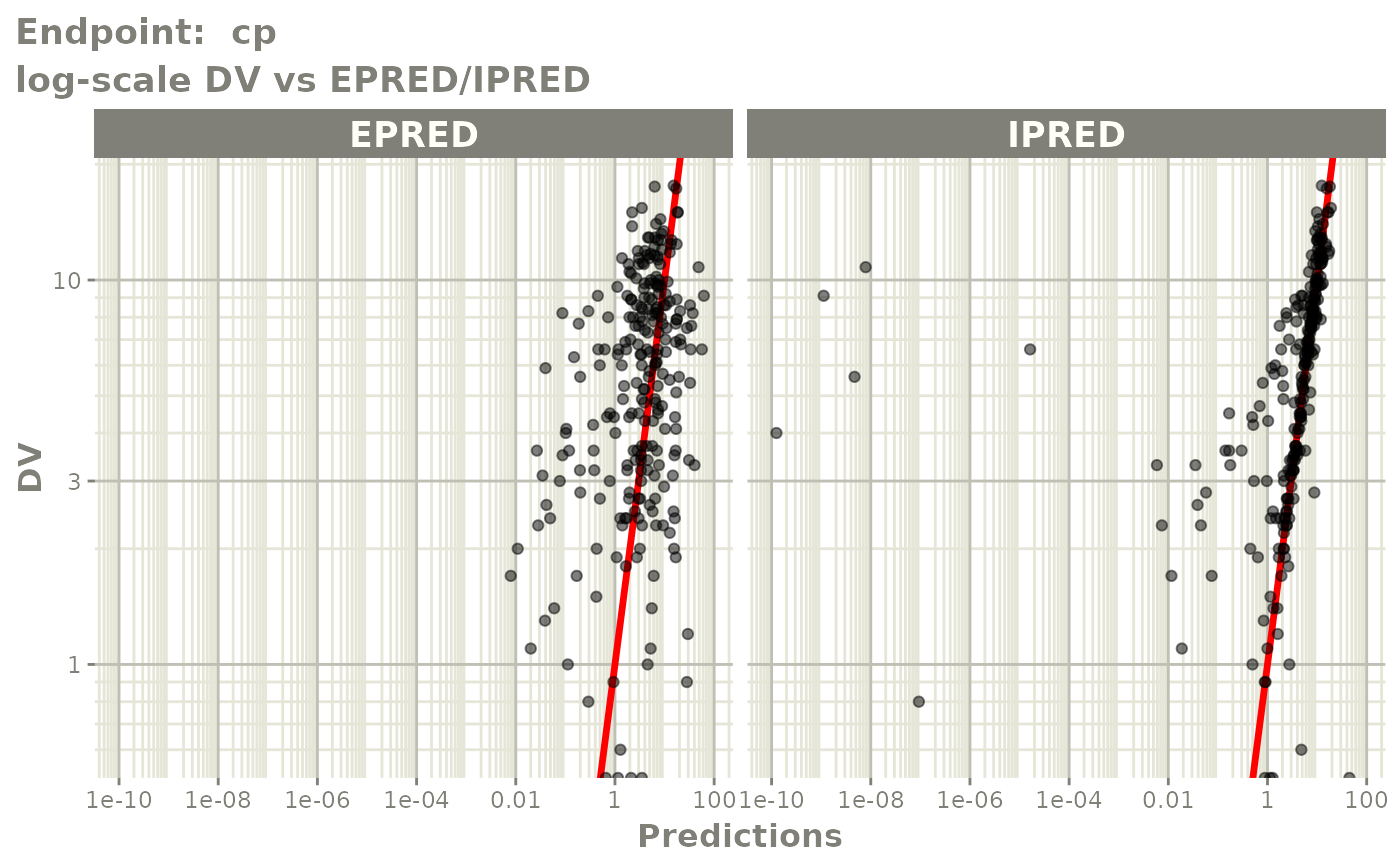 Endpoint:  cp
log-scale DV vs EPRED/IPRED
EPRED IPRED
10
3
1
DV
1e-10 1e-08 1e-06 1e-04 0.01 1 100 1e-10 1e-08 1e-06 1e-04 0.01 1 100
Predictions